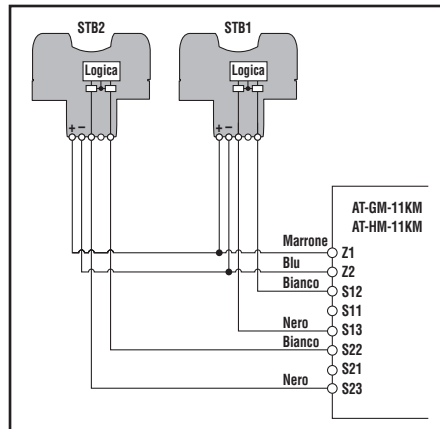 STB2 STB1
Logica Logica
+ − + −
AT-GM-11KM
AT-HM-11KM
Marrone Z1
Blu Z2
Bianco S12
S11
Nero S13
Bianco S22
S21
Nero S23